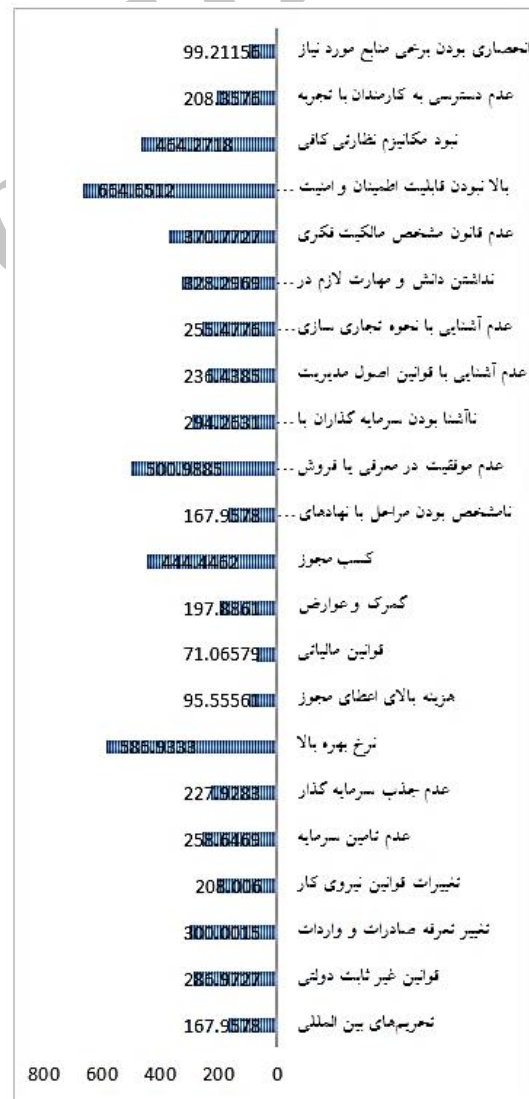 انحصاری بودن برخی منابع مورد نیاز 99.21156
عدم دسترسی به کارمندان با تجربه 208.3576
نبود مکانیزم نظارتی کافی 464.2718
بالا نبودن قابلیت اطمینان و امنیت... 664.6512
عدم قانون مشخص مالکیت فکری 370.7727
نداشتن دانش و مهارت لازم در... 328.2969
عدم آشنایی با نحوه تجاری سازی... 255.4776
عدم آشنایی با قوانین اصول مدیریت 236.4385
ناآشنا بودن سرمایه گذاران با... 294.2631
عدم موفقیت در معرفی یا فروش... 500.9885
نامشخص بودن مراحل با نهادهای... 167.9578
کسب مجوز 444.4462
گمرک و عوارض 197.8861
قوانین مالیاتی 71.06579
هزینه بالای اعطای مجوز 95.55561
نرخ بهره بالا 586.9333
عدم جذب سرمایه گذار 227.9283
عدم تامین سرمایه 258.6469
تغییرات قوانین نیروی کار 208.006
تغییر تعرفه صادرات و واردات 300.0015
قوانین غیر ثابت دولتی 286.9727
تحریم‌های بین المللی 167.9578
800 600 400 200 0